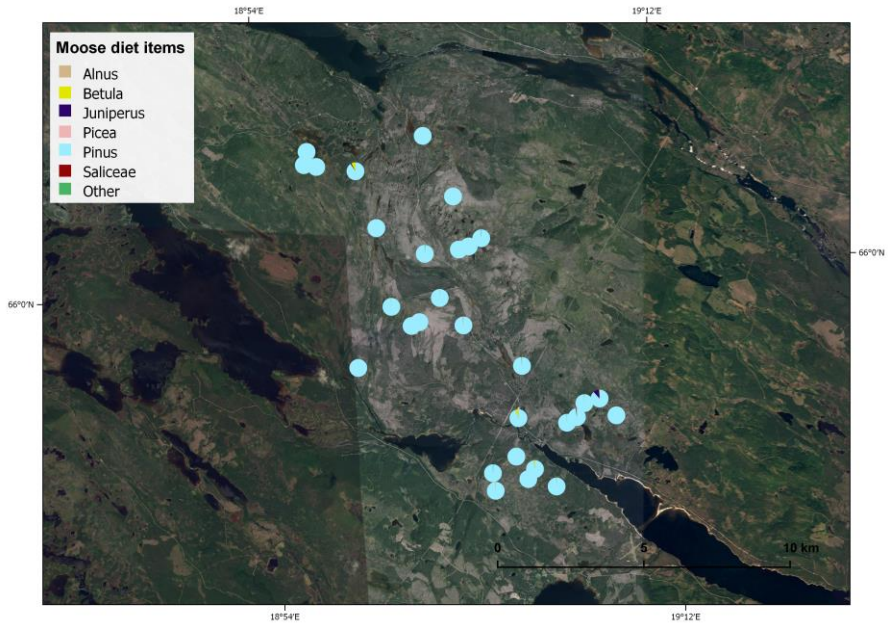 18°54'E 19°12'E
Moose diet items
Alnus
Betula
Juniperus
Picea
Pinus
Saliceae
Other
66°0'N
66°0'N
0 5 10 km
18°54'E 19°12'E